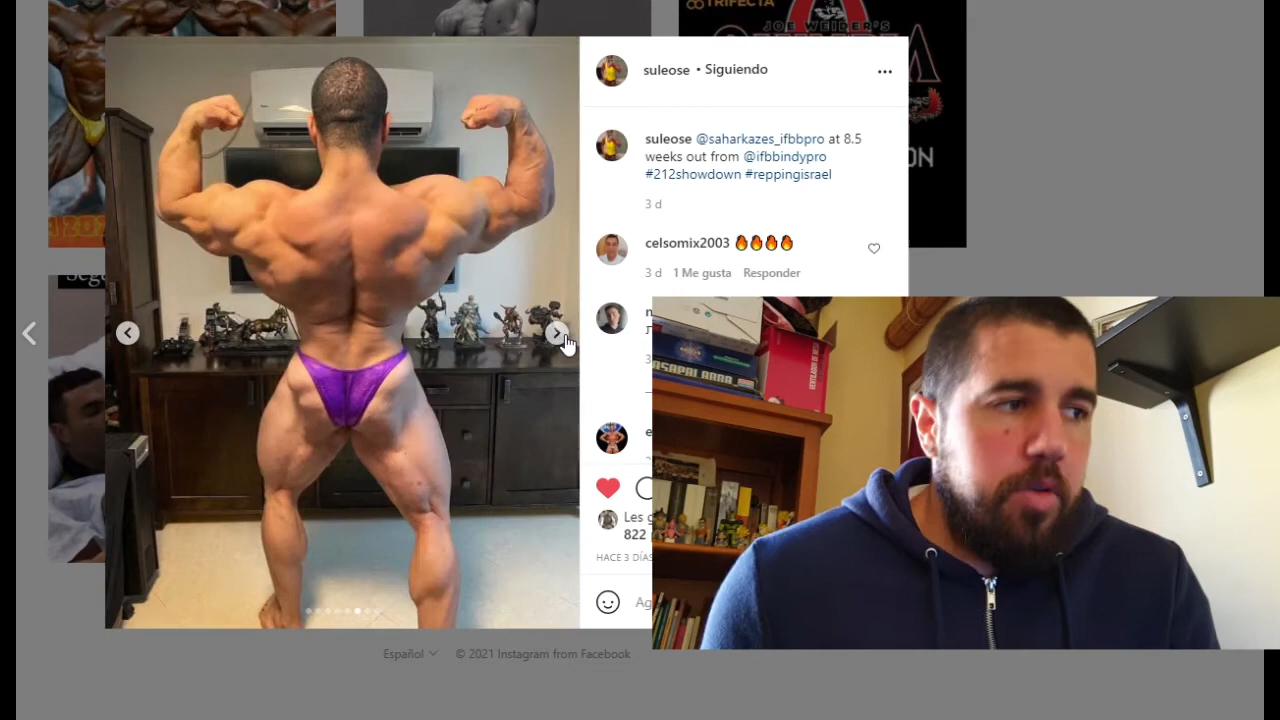 TRIFECTA
JOE WEIDER'S
suleose • Siguiendo
suleose @saharkazes_ifbbpro at 8.5
weeks out from @ifbbindypro
#212showdown #reppingisrael
3 d
celsomix2003 🔥🔥🔥🔥
3 d 1 Me gusta Responder
Les g
822
HACE 3 DÍAS
Ag
Español
© 2021 Instagram from Facebook